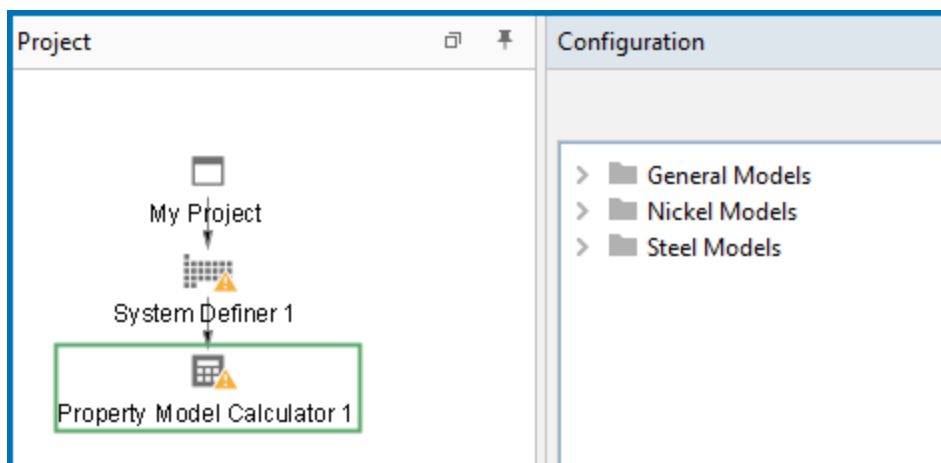 Project
My Project
System Definer 1
Property Model Calculator 1
Configuration
General Models
Nickel Models
Steel Models